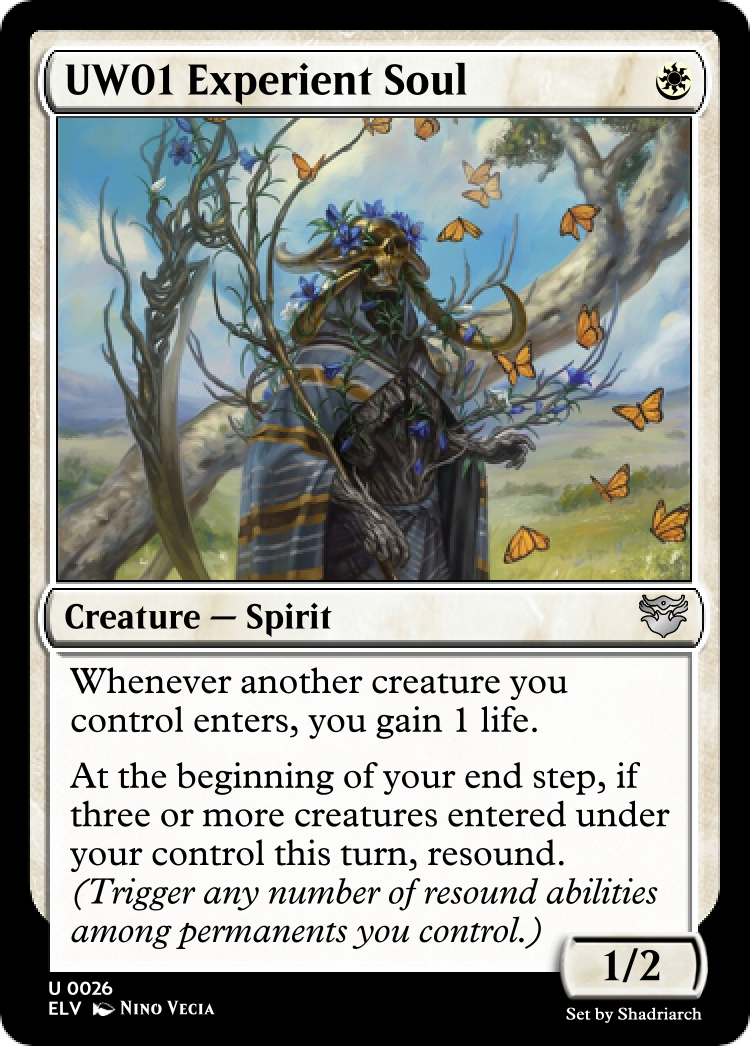 UW01 Experient Soul
Creature — Spirit
Whenever another creature you
control enters, you gain 1 life.
At the beginning of your end step, if
three or more creatures entered under
your control this turn, resound.
(Trigger any number of resound abilities
among permanents you control.)
1/2
U 0026
ELV Nino Vecia
Set by Shadriarch